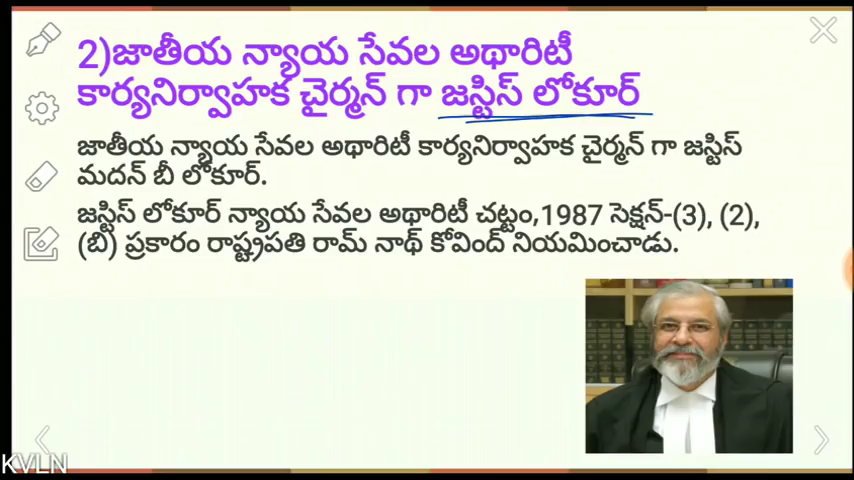 2)జాతీయ న్యాయ సేవల అథారిటీ
కార్యనిర్వాహక చైర్మన్ గా జస్టిస్ లోకూర్
జాతీయ న్యాయ సేవల అథారిటీ కార్యనిర్వాహక చైర్మన్ గా జస్టిస్
మదన్ బీ లోకూర్.
జస్టిస్ లోకూర్ న్యాయ సేవల అథారిటీ చట్టం,1987 సెక్షన్-(3), (2),
(బి) ప్రకారం రాష్ట్రపతి రామ్ నాథ్ కోవింద్ నియమించాడు.
KVLN